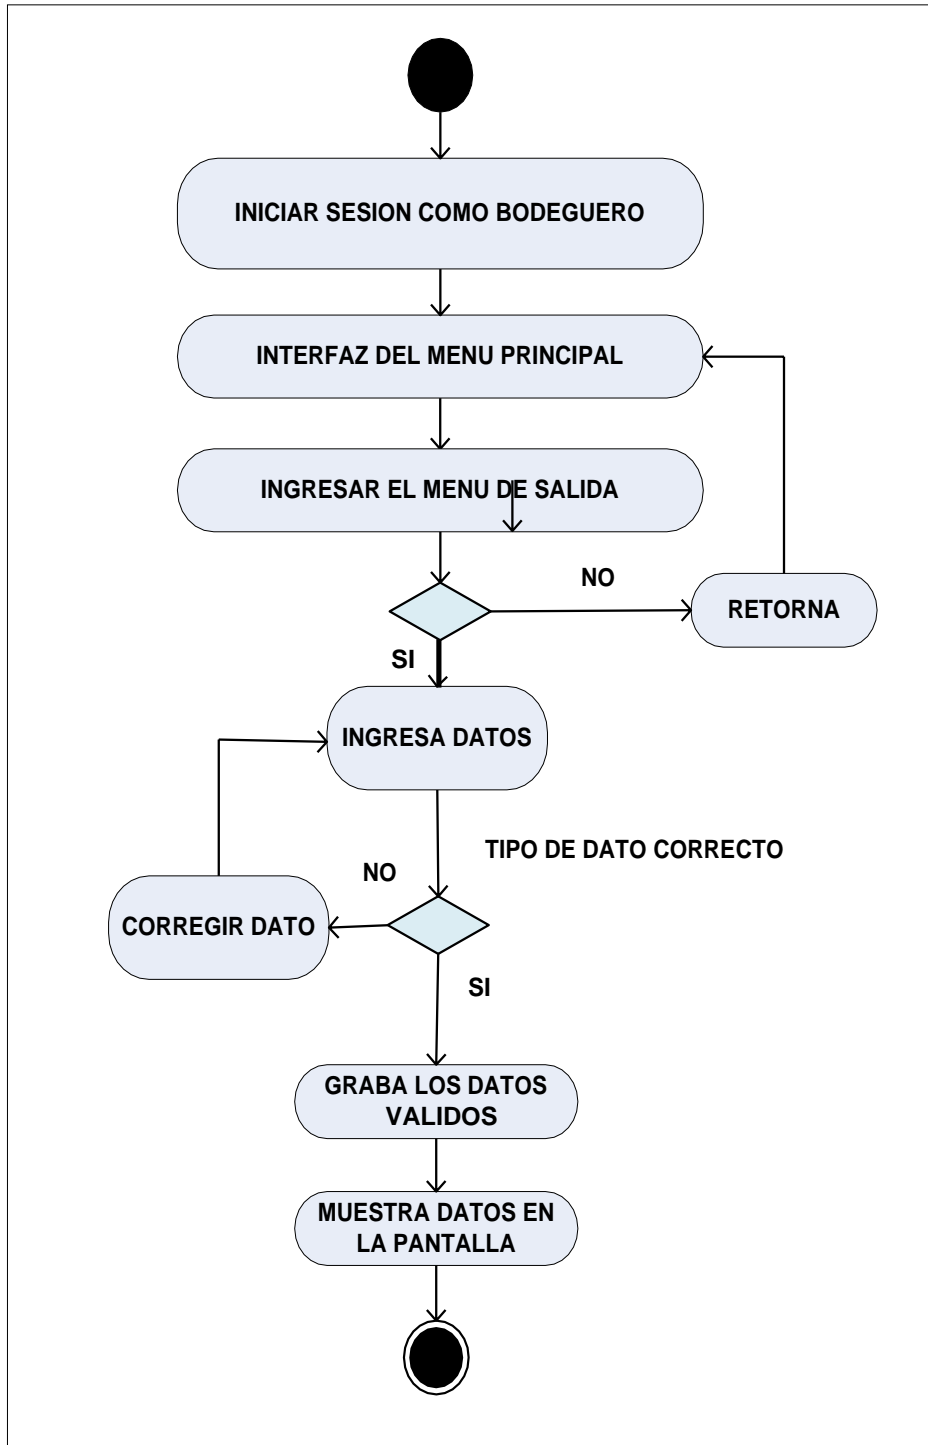 INICIAR SESION COMO BODEGUERO
INTERFAZ DEL MENU PRINCIPAL
INGRESAR EL MENU DE SALIDA
NO
RETORNA
SI
INGRESA DATOS
TIPO DE DATO CORRECTO
NO
CORREGIR DATO
SI
GRABA LOS DATOS
VALIDOS
MUESTRA DATOS EN
LA PANTALLA